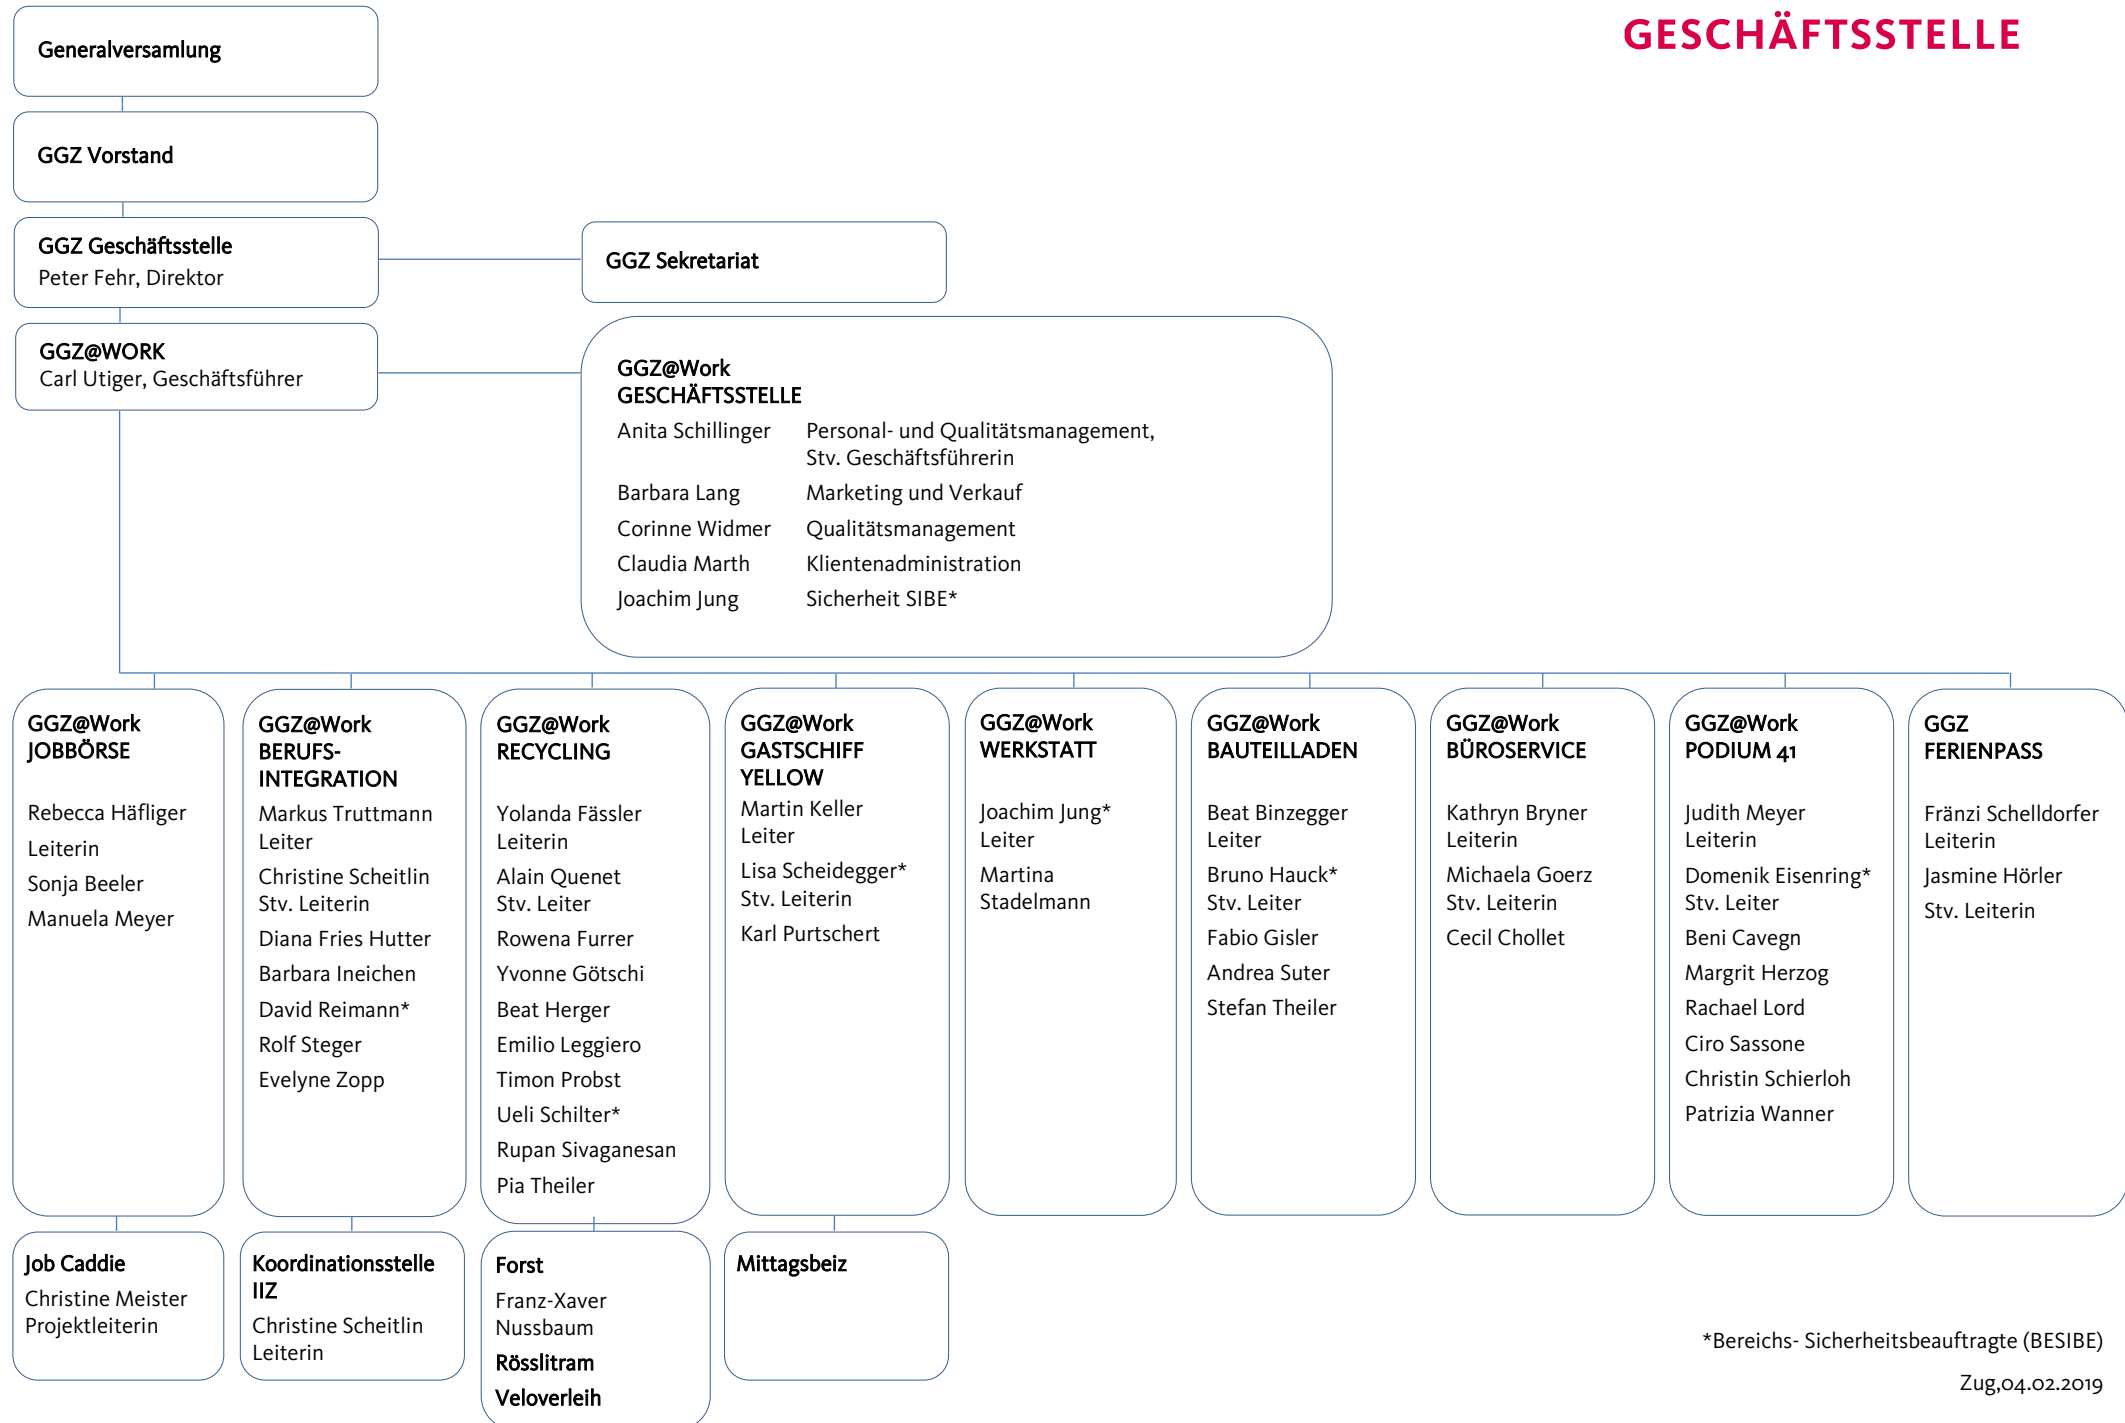 GESCHÄFTSSTELLE
Generalversamlung
GGZ Vorstand
GGZ Geschäftsstelle
Peter Fehr, Direktor
GGZ Sekretariat
GGZ@WORK
Carl Utiger, Geschäftsführer
GGZ@Work
GESCHÄFTSSTELLE
Anita Schillinger Personal- und Qualitätsmanagement,
Stv. Geschäftsführerin
Barbara Lang Marketing und Verkauf
Corinne Widmer Qualitätsmanagement
Claudia Marth Klientenadministration
Joachim Jung Sicherheit SIBE*
GGZ@Work
JOBBÖRSE
Rebecca Häfliger
Leiterin
Sonja Beeler
Manuela Meyer
GGZ@Work
BERUFS-
INTEGRATION
Markus Truttmann
Leiter
Christine Scheitlin
Stv. Leiterin
Diana Fries Hutter
Barbara Ineichen
David Reimann*
Rolf Steger
Evelyne Zopp
GGZ@Work
RECYCLING
Yolanda Fässler
Leiterin
Alain Quenet
Stv. Leiter
Rowena Furrer
Yvonne Götschi
Beat Herger
Emilio Leggiero
Timon Probst
Ueli Schilter*
Rupan Sivaganesan
Pia Theiler
GGZ@Work
GASTSCHIFF
YELLOW
Martin Keller
Leiter
Lisa Scheidegger*
Stv. Leiterin
Karl Purtschert
GGZ@Work
WERKSTATT
Joachim Jung*
Leiter
Martina
Stadelmann
GGZ@Work
BAUTEILLADEN
Beat Binzegger
Leiter
Bruno Hauck*
Stv. Leiter
Fabio Gisler
Andrea Suter
Stefan Theiler
GGZ@Work
BÜROSERVICE
Kathryn Bryner
Leiterin
Michaela Goerz
Stv. Leiterin
Cecil Chollet
GGZ@Work
PODIUM 41
Judith Meyer
Leiterin
Domenik Eisenring*
Stv. Leiter
Beni Cavegn
Margrit Herzog
Rachael Lord
Ciro Sassone
Christin Schierloh
Patrizia Wanner
GGZ
FERIENPASS
Fränzi Schelldorfer
Leiterin
Jasmine Hörler
Stv. Leiterin
Job Caddie
Christine Meister
Projektleiterin
Koordinationsstelle
IIZ
Christine Scheitlin
Leiterin
Forst
Franz-Xaver
Nussbaum
Rösslitram
Veloverleih
Mittagsbeiz
*Bereichs- Sicherheitsbeauftragte (BESIBE)
Zug,04.02.2019